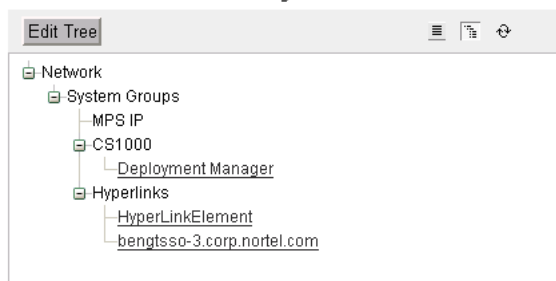 Edit Tree
Network
System Groups
MPS IP
CS1000
Deployment Manager
Hyperlinks
HyperLinkElement
bengtsso-3.corp.nortel.com